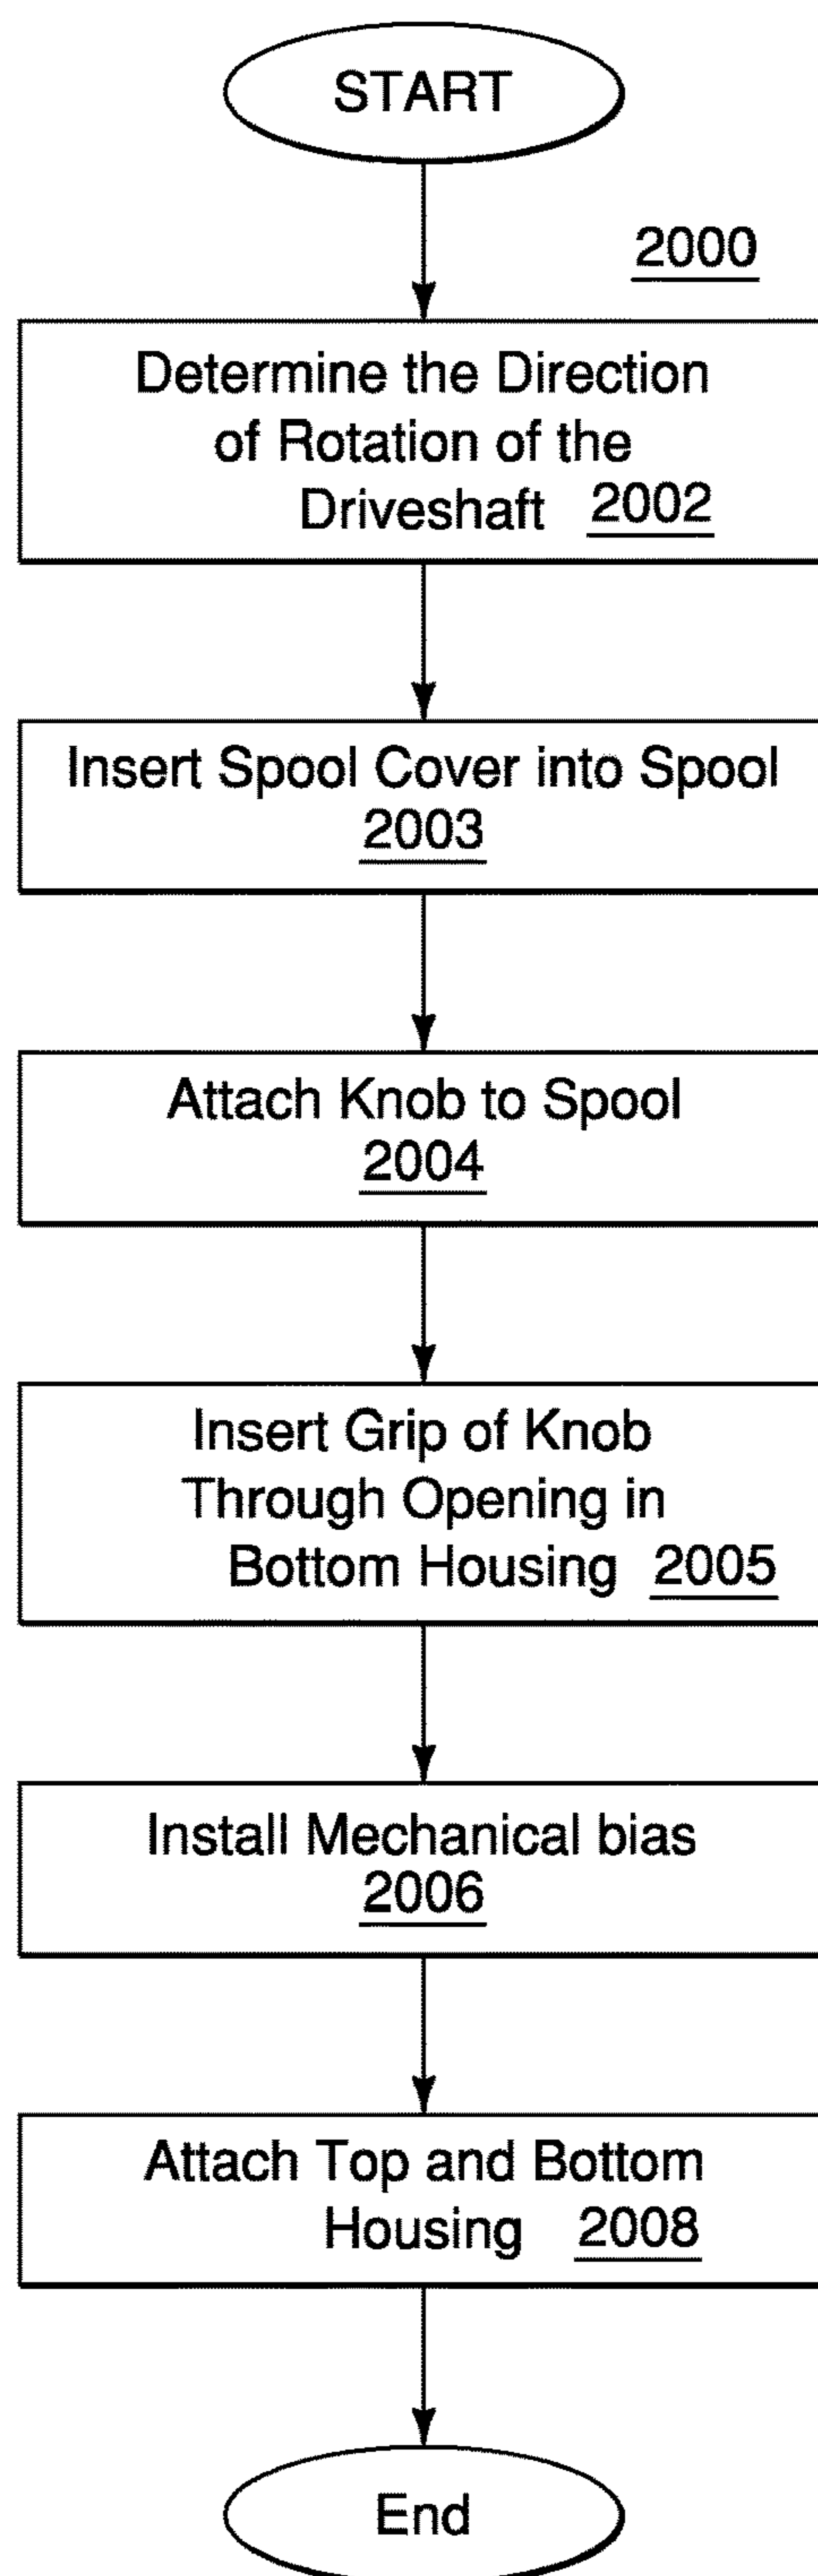 START
2000
Determine the Direction
of Rotation of the
Driveshaft 2002
Insert Spool Cover into Spool
2003
Attach Knob to Spool
2004
Insert Grip of Knob
Through Opening in
Bottom Housing 2005
Install Mechanical bias
2006
Attach Top and Bottom
Housing 2008
End